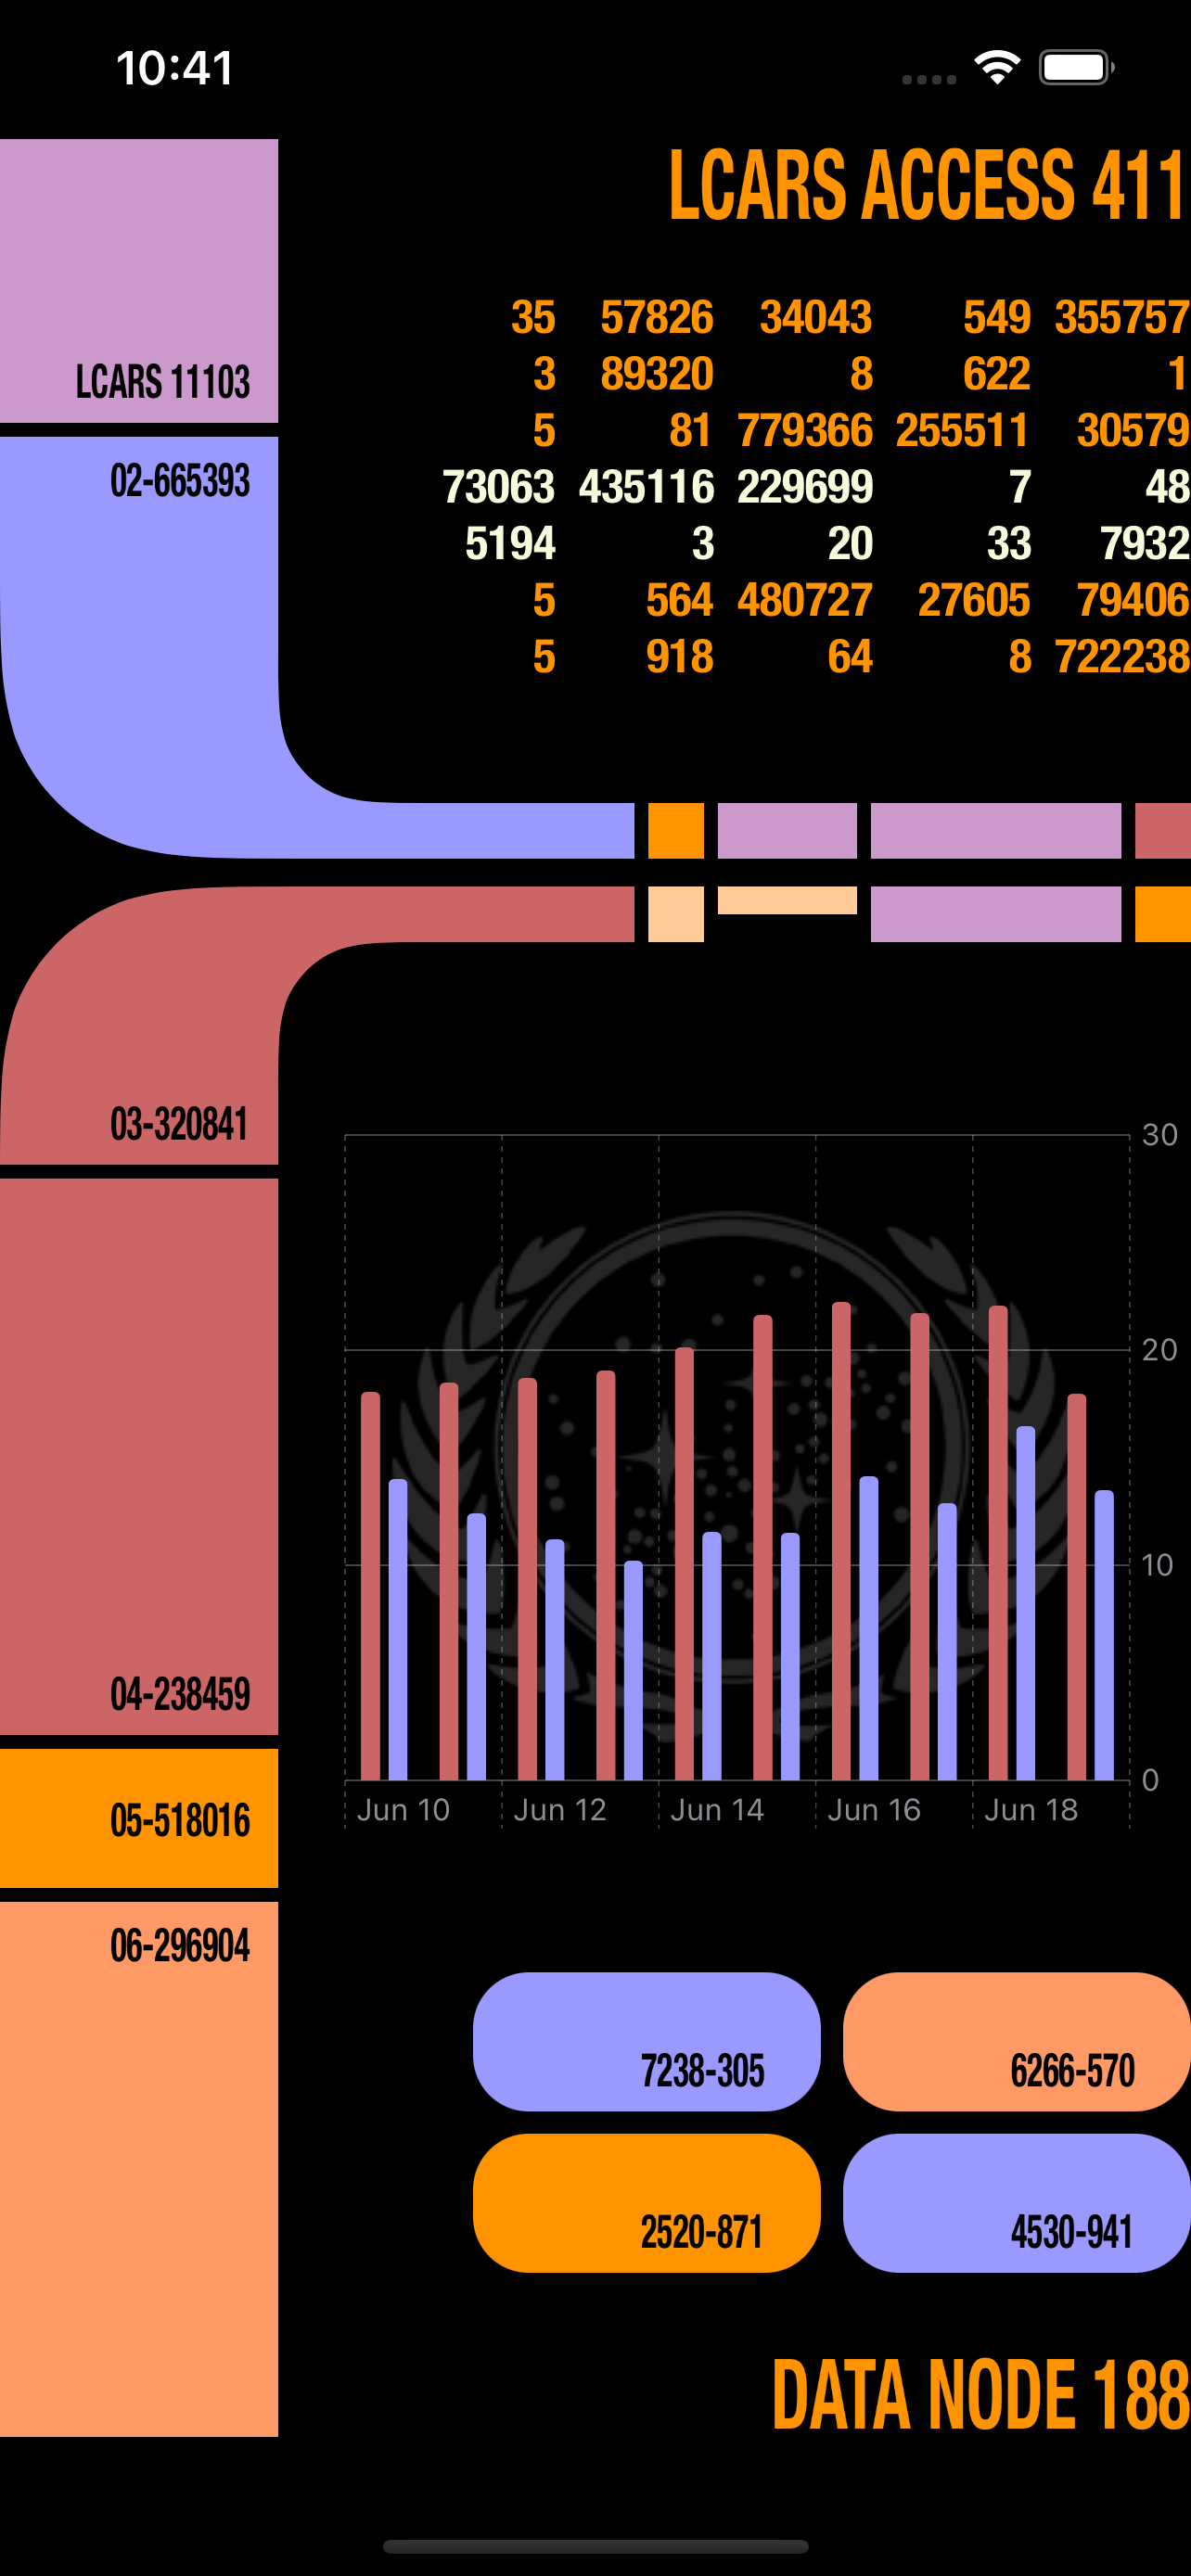 10:41
LCARS ACCESS 411
35 57826 34043 549 355757
3 89320 8 622 1
5 81 779366 255511 30579
73063 435116 229699 7 48
5194 3 20 33 7932
5 564 480727 27605 79406
5 918 64 8 722238
LCARS 11103
02-665393
03-320841
04-238459
05-518016
06-296904
30
20
10
0
Jun 10 Jun 12 Jun 14 Jun 16 Jun 18
7238-305 6266-570
2520-871 4530-941
DATA NODE 188